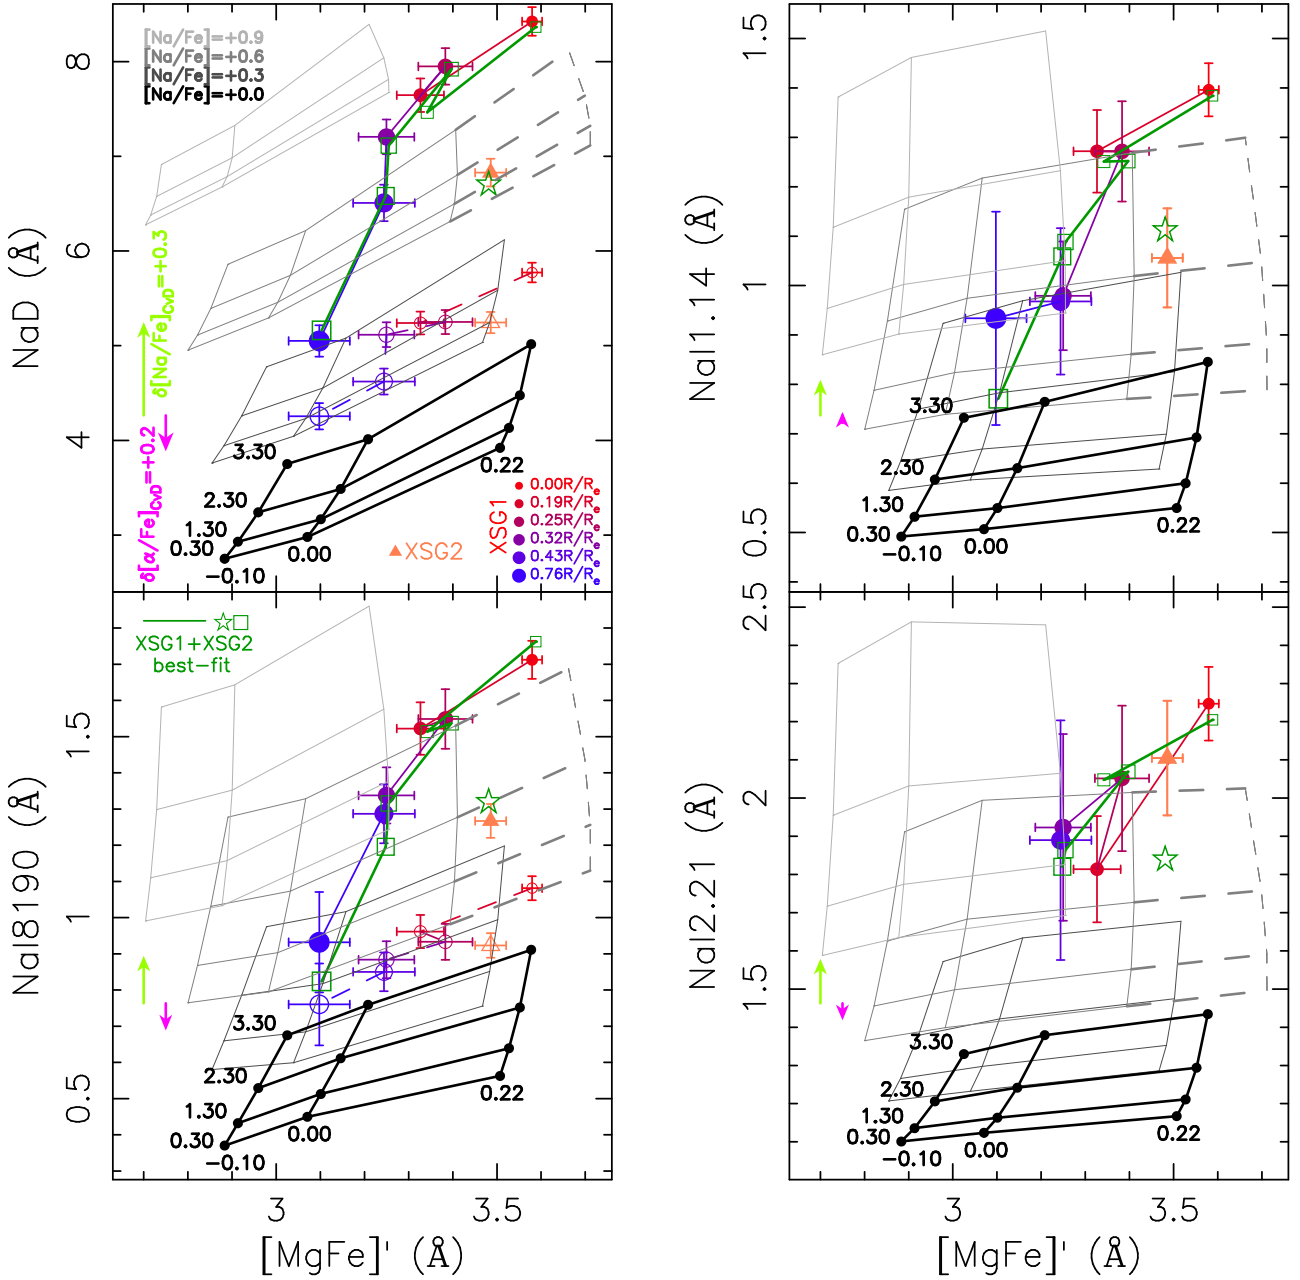 [Na/Fe]=+0.9
[Na/Fe]=+0.6
[Na/Fe]=+0.3
[Na/Fe]=+0.0
8
6
4
NaD (Å)
δ[Na/Fe]CvD=+0.3
δ[α/Fe]CvD=+0.2
3.30
2.30
1.30
0.30
-0.10
0.00
0.22
XSG2
XSG1
0.00R/Re
0.19R/Re
0.25R/Re
0.32R/Re
0.43R/Re
0.76R/Re
1.5
1
0.5
NaI1.14 (Å)
3.30
2.30
1.30
0.30
-0.10
0.00
0.22
XSG1+XSG2
best-fit
1.5
1
0.5
NaI8190 (Å)
3.30
2.30
1.30
0.30
-0.10
0.00
0.22
3
3.5
[MgFe]' (Å)
2.5
2
1.5
NaI2.21 (Å)
3.30
2.30
1.30
0.30
-0.10
0.00
0.22
3
3.5
[MgFe]' (Å)